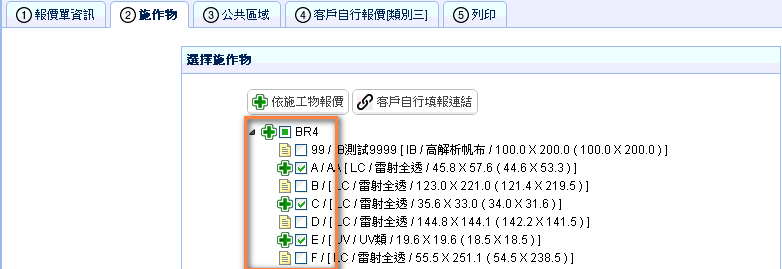 ① 報價單資訊 ② 施作物 ③ 公共區域 ④ 客戶自行報價[類別三] ⑤ 列印
選擇施作物
依施工物報價 客戶自行填報連結
BR4
99 / IB測試9999 [ IB / 高解析帆布 / 100.0 X 200.0 ( 100.0 X 200.0 ) ]
A / AA [ LC / 雷射全透 / 45.8 X 57.6 ( 44.6 X 53.3 ) ]
B / [ LC / 雷射全透 / 123.0 X 221.0 ( 121.4 X 219.5 ) ]
C / [ LC / 雷射全透 / 35.6 X 33.0 ( 34.0 X 31.6 ) ]
D / [ LC / 雷射全透 / 144.8 X 144.1 ( 142.2 X 141.5 ) ]
E / [ UV / UV類 / 19.6 X 19.6 ( 18.5 X 18.5 ) ]
F / [ LC / 雷射全透 / 55.5 X 251.1 ( 54.5 X 238.5 ) ]